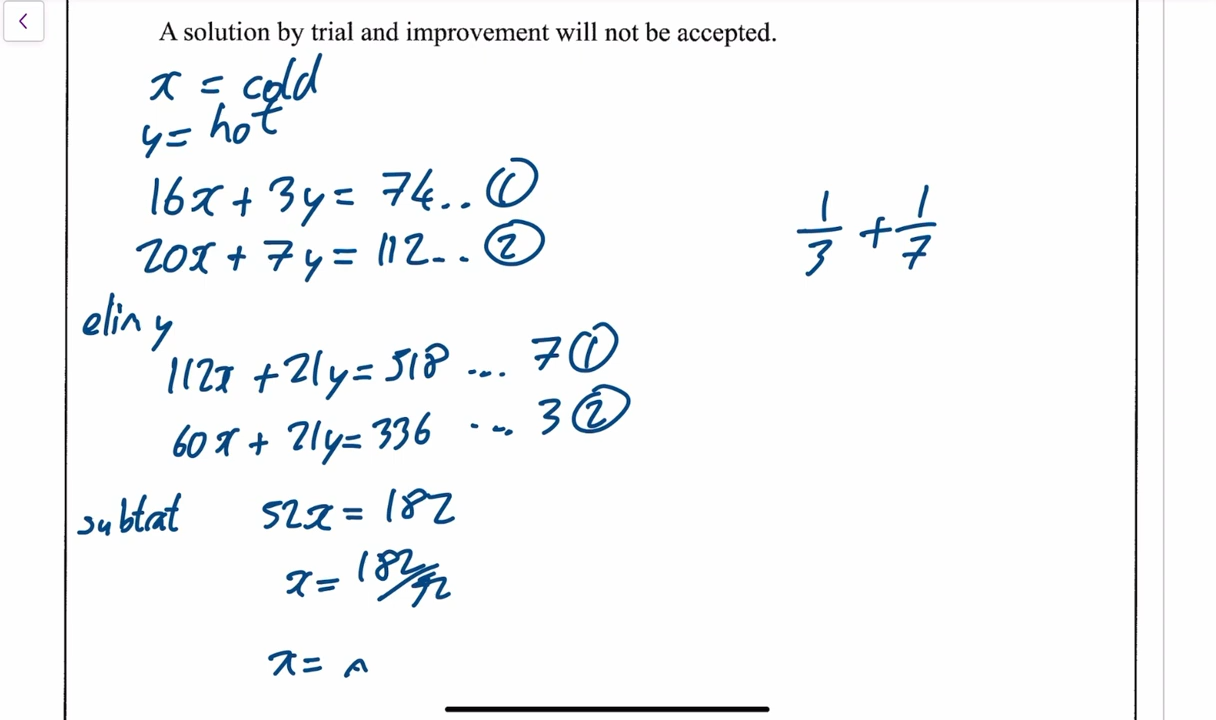 A solution by trial and improvement will not be accepted.
x = cold
y = hot
16x + 3y = 74.. ①
20x + 7y = 112.. ②
1/3 + 1/7
elin y
112x + 21y = 518 ... 7①
60x + 21y = 336 ... 3②
subtat 52x = 182
x = 182/52
x =